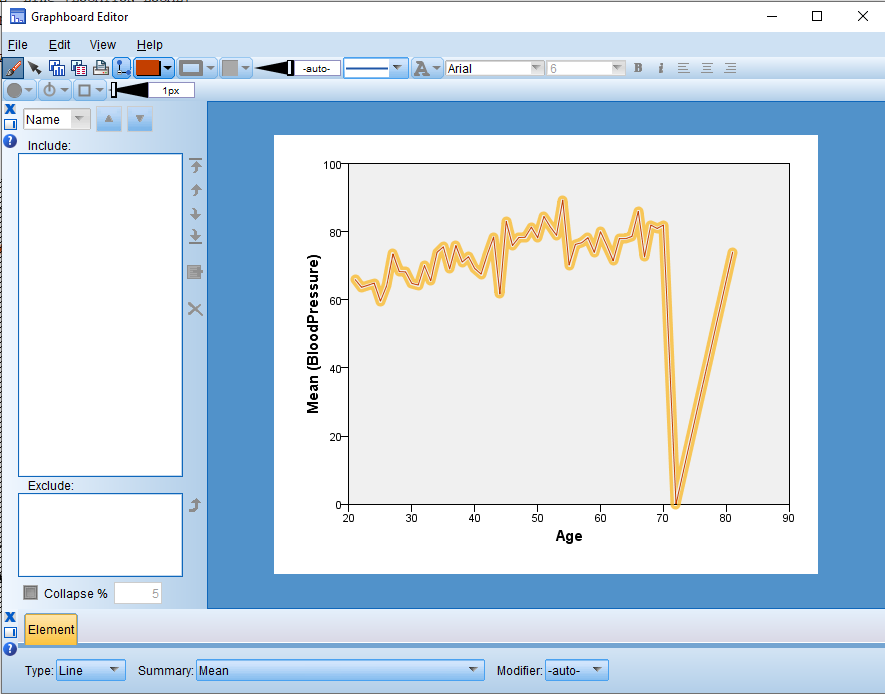 Graphboard Editor
File Edit View Help
-auto- A Arial 6 B i
1px
X
Name
?
Include:
100
80
60
40
20
0
Mean (BloodPressure)
20 30 40 50 60 70 80 90
Age
Exclude:
Collapse % 5
X
Element
?
Type: Line Summary: Mean Modifier: -auto-